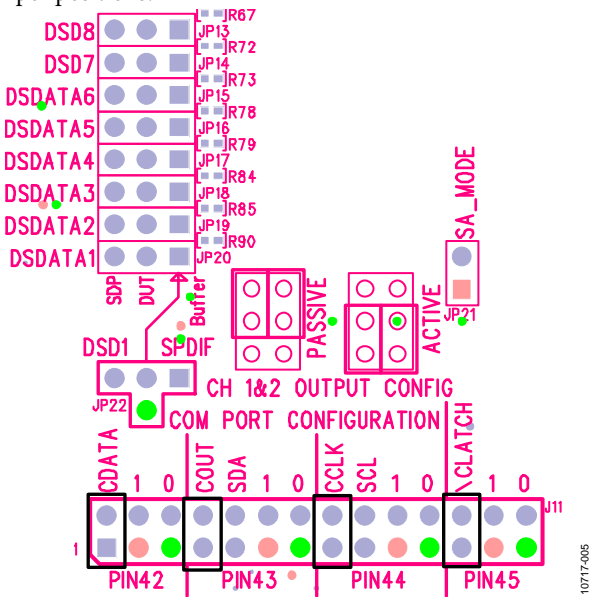 R67
DSD8
JP13
R72
DSD7
JP14
R73
DSDATA6
JP15
R78
DSDATA5
JP16
R79
DSDATA4
JP17
R84
DSDATA3
JP18
R85
DSDATA2
JP19
R90
DSDATA1
JP20
SDP
DUT
Buffer
PASSIVE
ACTIVE
SA_MODE
JP21
DSD1
SPDIF
JP22
CH 1&2 OUTPUT CONFIG
COM PORT CONFIGURATION
CDATA 1 0 COUT SDA 1 0 CCLK SCL 1 0 \CLATCH 1 0
J11
1
PIN42 PIN43 PIN44 PIN45
10717-005